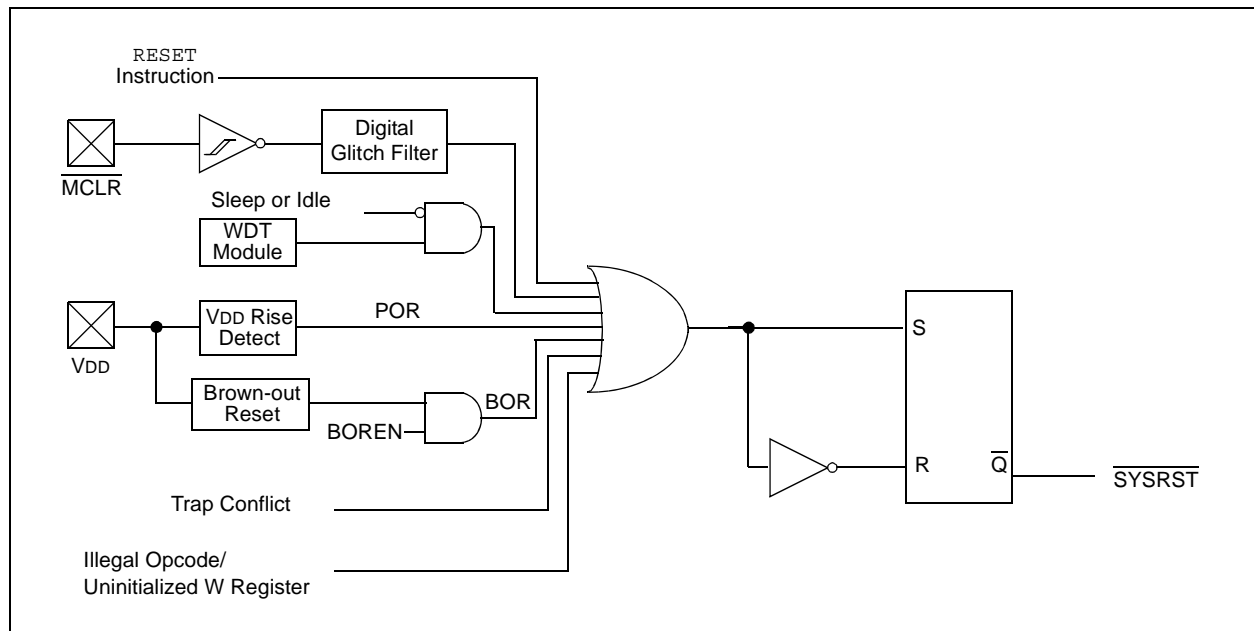 RESET
Instruction
Digital
Glitch Filter
MCLR
Sleep or Idle
WDT
Module
VDD Rise
Detect
POR
VDD
S
Brown-out
Reset
BOR
BOREN
R
Q
SYSRST
Trap Conflict
Illegal Opcode/
Uninitialized W Register